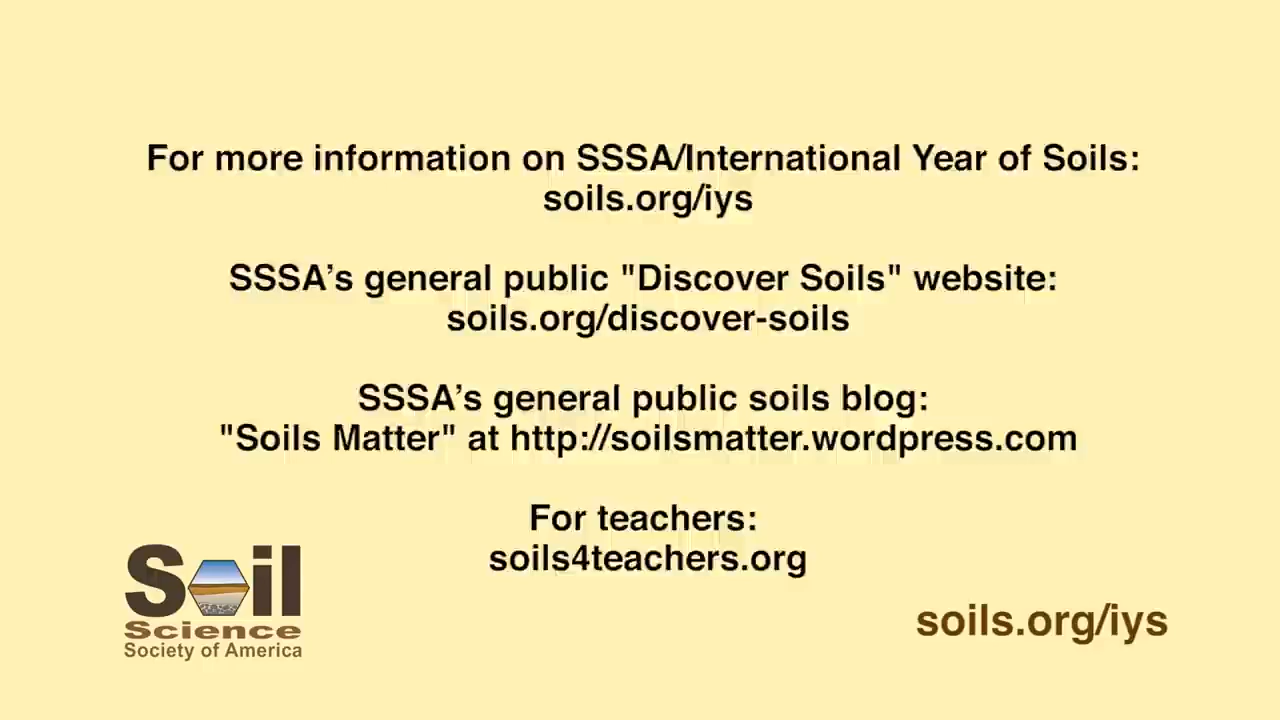 For more information on SSSA/International Year of Soils:
soils.org/iys
SSSA’s general public "Discover Soils" website:
soils.org/discover-soils
SSSA’s general public soils blog:
"Soils Matter" at http://soilsmatter.wordpress.com
For teachers:
soils4teachers.org
Soil
Science
Society of America
soils.org/iys